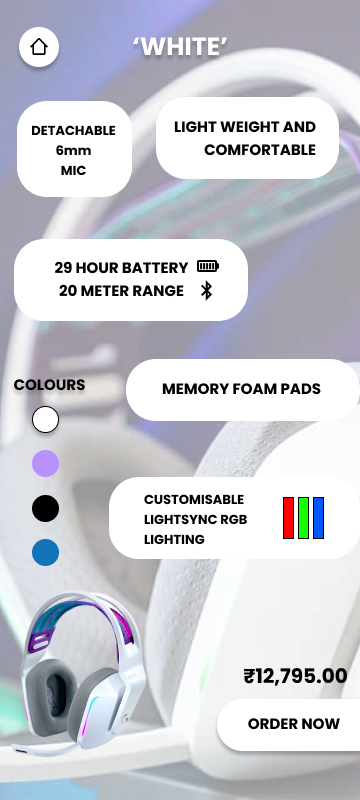 ‘WHITE’
DETACHABLE
6mm
MIC
LIGHT WEIGHT AND
COMFORTABLE
29 HOUR BATTERY
20 METER RANGE
COLOURS
MEMORY FOAM PADS
CUSTOMISABLE
LIGHTSYNC RGB
LIGHTING
₹12,795.00
ORDER NOW